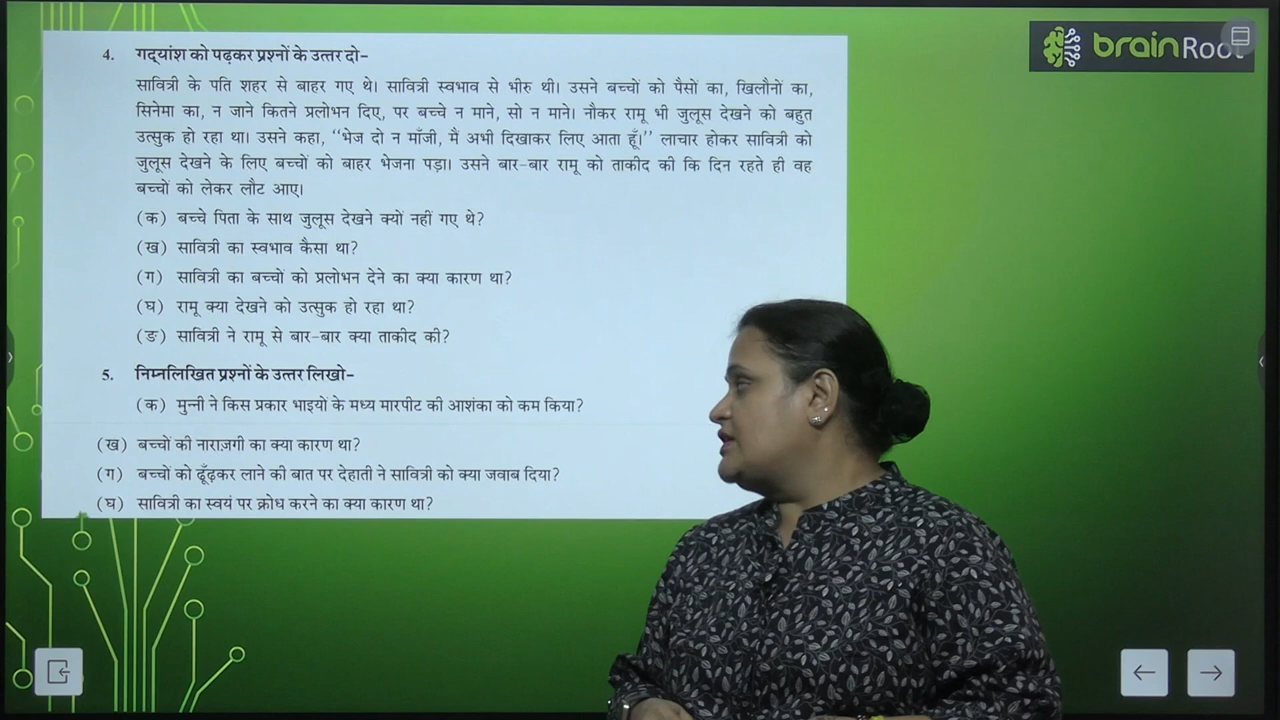 brainRoot
4. गद्यांश को पढ़कर प्रश्नों के उत्तर दो-
सावित्री के पति शहर से बाहर गए थे। सावित्री स्वभाव से भीरु थी। उसने बच्चों को पैसों का, खिलौनों का,
सिनेमा का, न जाने कितने प्रलोभन दिए, पर बच्चे न माने, सो न माने। नौकर रामू भी जुलूस देखने को बहुत
उत्सुक हो रहा था। उसने कहा, “भेज दो न माँजी, मैं अभी दिखाकर लिए आता हूँ।” लाचार होकर सावित्री को
जुलूस देखने के लिए बच्चों को बाहर भेजना पड़ा। उसने बार-बार रामू को ताकीद की कि दिन रहते ही वह
बच्चों को लेकर लौट आए।
(क) बच्चे पिता के साथ जुलूस देखने क्यों नहीं गए थे?
(ख) सावित्री का स्वभाव कैसा था?
(ग) सावित्री का बच्चों को प्रलोभन देने का क्या कारण था?
(घ) रामू क्या देखने को उत्सुक हो रहा था?
(ङ) सावित्री ने रामू से बार-बार क्या ताकीद की?
5. निम्नलिखित प्रश्नों के उत्तर लिखो-
(क) मुन्नी ने किस प्रकार भाइयों के मध्य मारपीट की आशंका को कम किया?
(ख) बच्चों की नाराज़गी का क्या कारण था?
(ग) बच्चों को ढूँढ़कर लाने की बात पर देहाती ने सावित्री को क्या जवाब दिया?
(घ) सावित्री का स्वयं पर क्रोध करने का क्या कारण था?